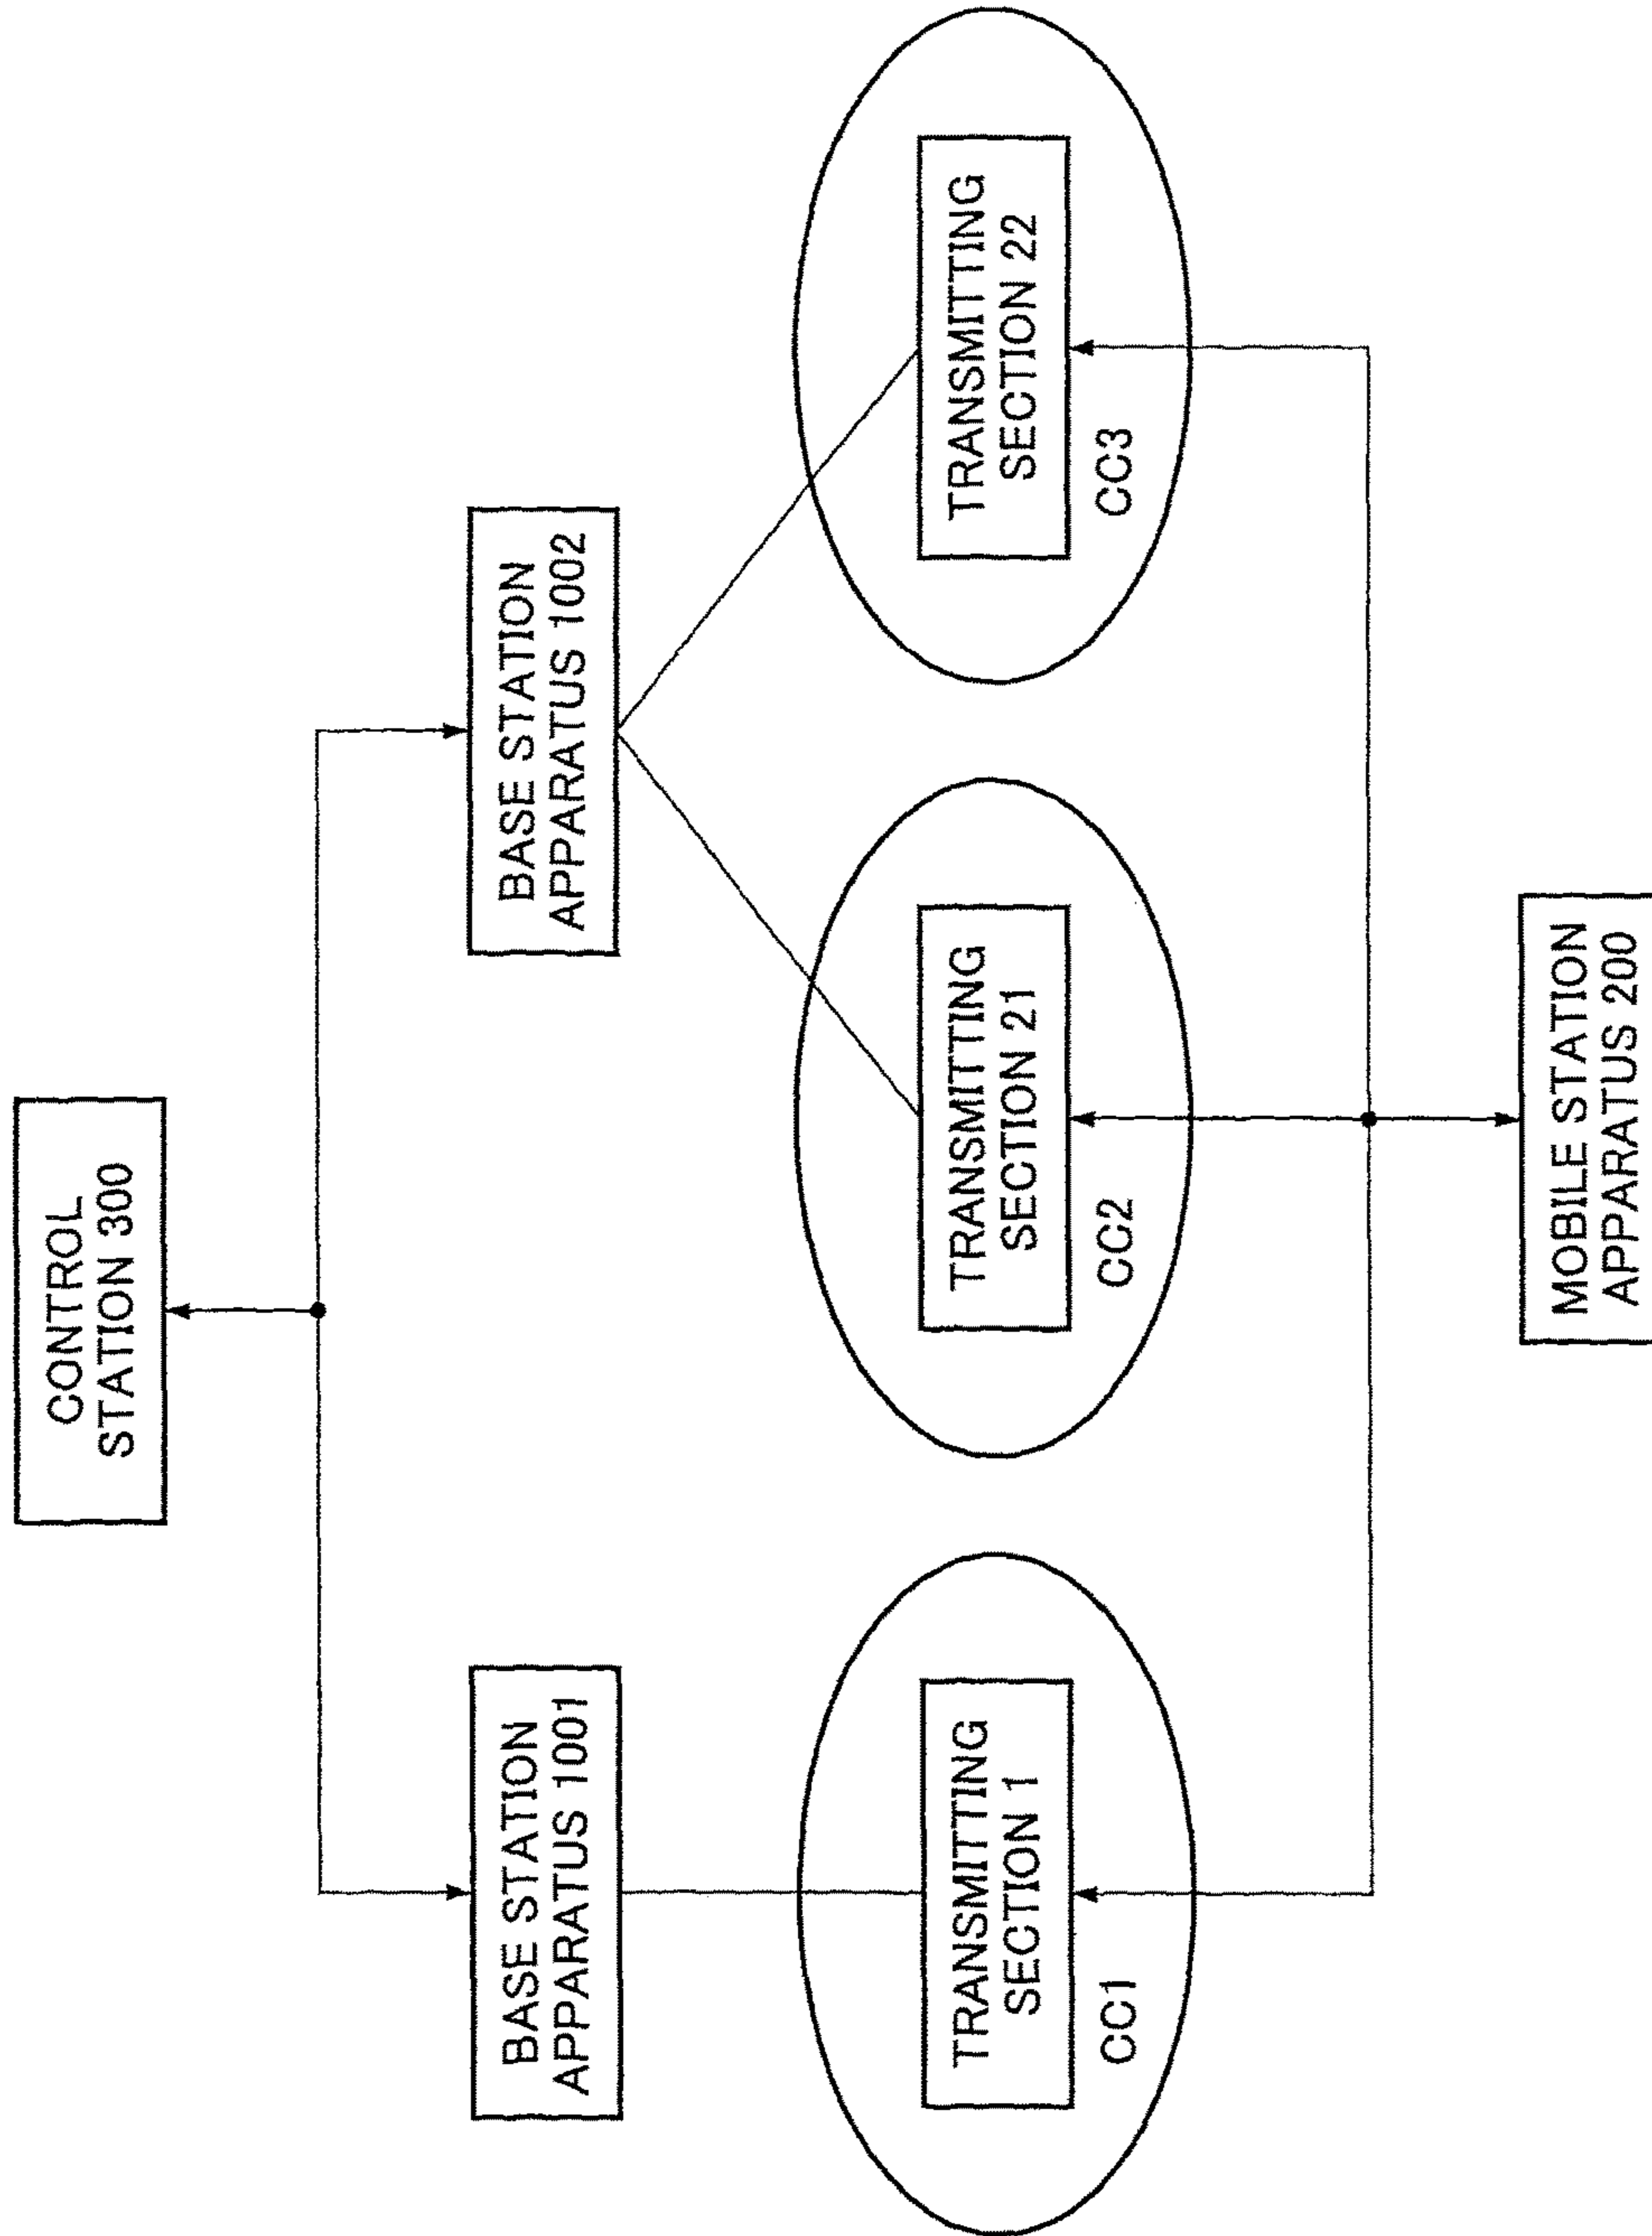 CONTROL
STATION 300
BASE STATION
APPARATUS 1001
BASE STATION
APPARATUS 1002
TRANSMITTING
SECTION 1
CC1
TRANSMITTING
SECTION 21
CC2
TRANSMITTING
SECTION 22
CC3
MOBILE STATION
APPARATUS 200